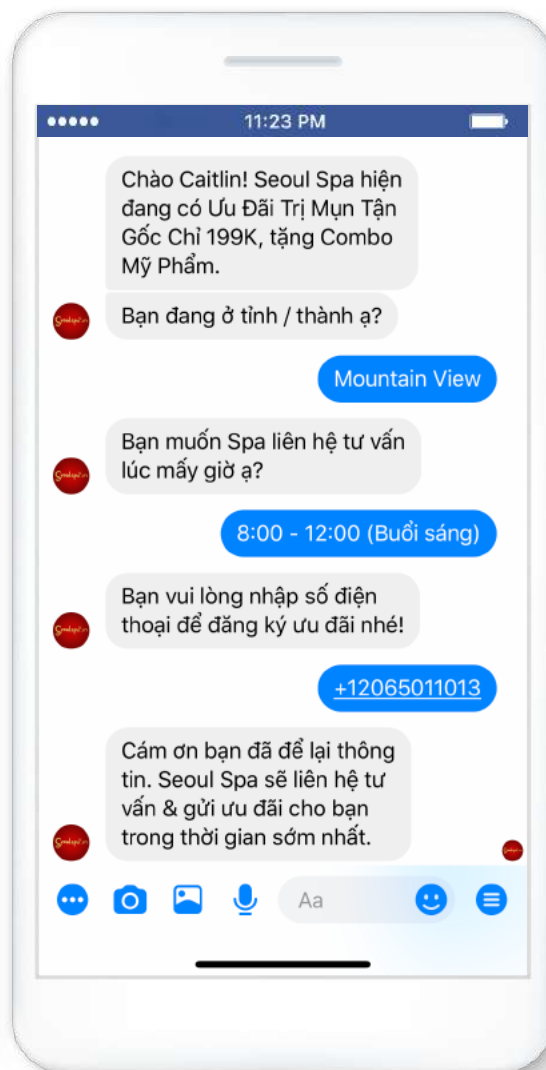 11:23 PM
Chào Caitlin! Seoul Spa hiện
đang có Ưu Đãi Trị Mụn Tận
Gốc Chỉ 199K, tặng Combo
Mỹ Phẩm.
Bạn đang ở tỉnh / thành ạ?
Mountain View
Bạn muốn Spa liên hệ tư vấn
lúc mấy giờ ạ?
8:00 - 12:00 (Buổi sáng)
Bạn vui lòng nhập số điện
thoại để đăng ký ưu đãi nhé!
+12065011013
Cám ơn bạn đã để lại thông
tin. Seoul Spa sẽ liên hệ tư
vấn & gửi ưu đãi cho bạn
trong thời gian sớm nhất.
Aa